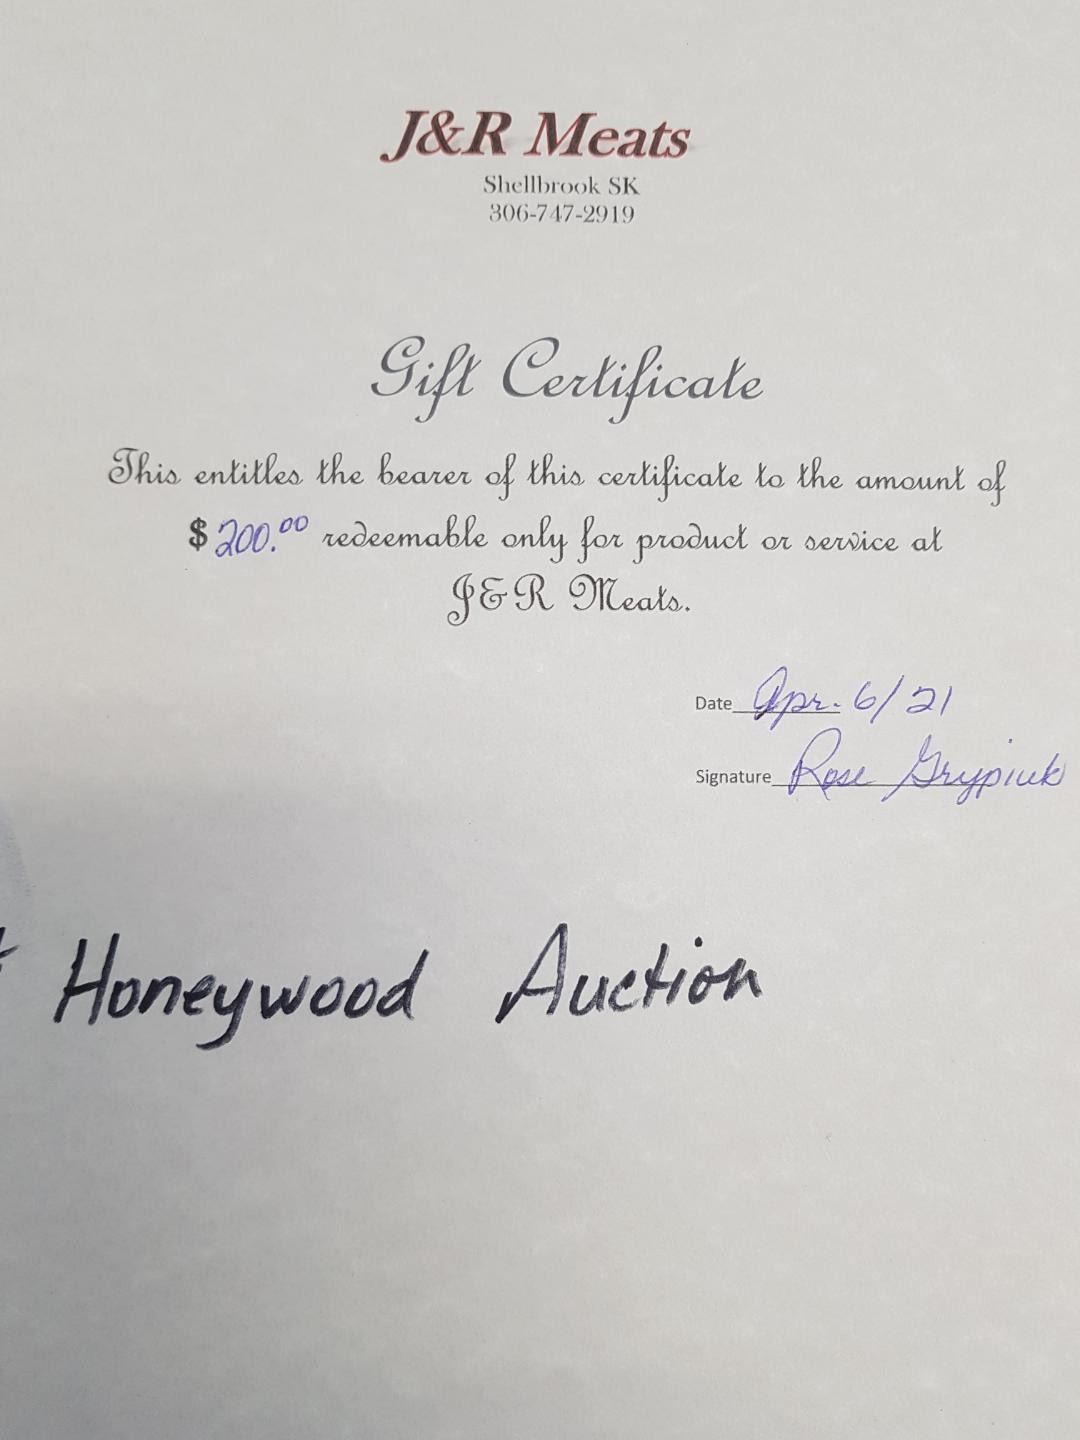 J&R Meats
Shellbrook SK
306-747-2919
Gift Certificate
This entitles the bearer of this certificate to the amount of
$ 200.00 redeemable only for product or service at
J&R Meats.
Date Apr. 6/21
Signature Rose Grypiuk
Honeywood Auction